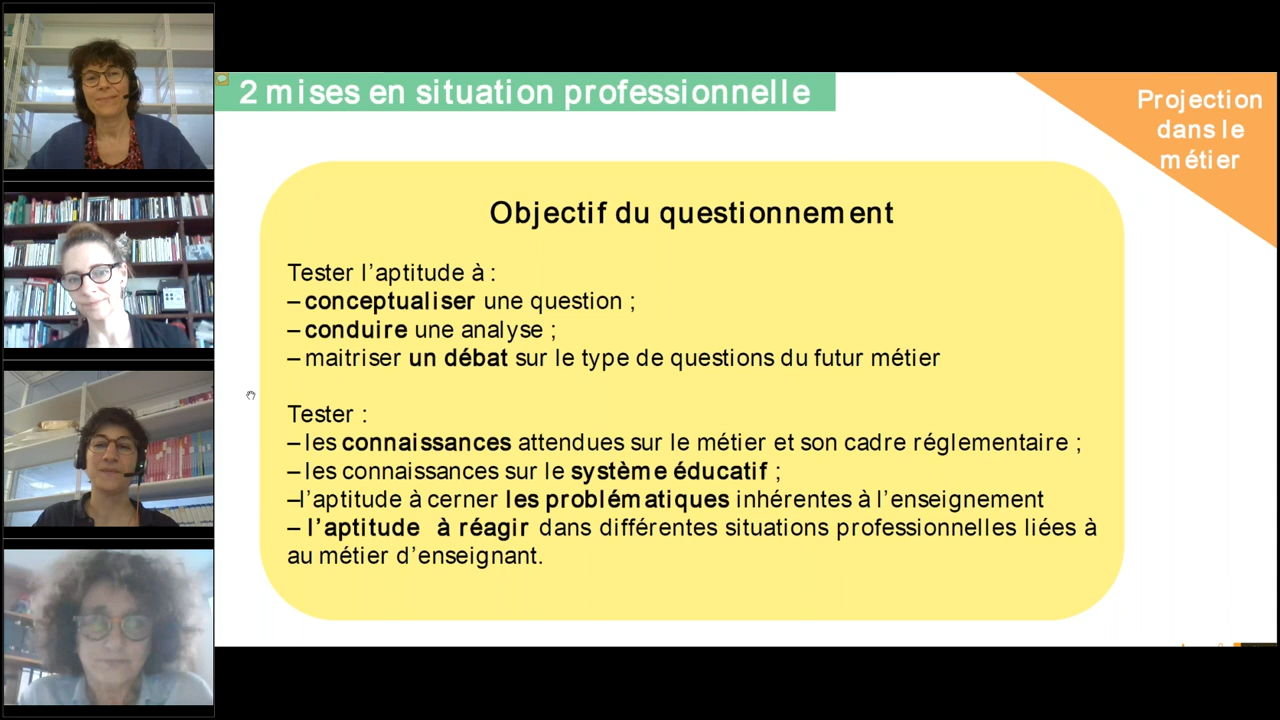 2 mises en situation professionnelle
Projection
dans le
métier
Objectif du questionnement
Tester l’aptitude à :
– conceptualiser une question ;
– conduire une analyse ;
– maitriser un débat sur le type de questions du futur métier
Tester :
– les connaissances attendues sur le métier et son cadre réglementaire ;
– les connaissances sur le système éducatif ;
–l’aptitude à cerner les problématiques inhérentes à l’enseignement
– l’aptitude à réagir dans différentes situations professionnelles liées à
au métier d’enseignant.